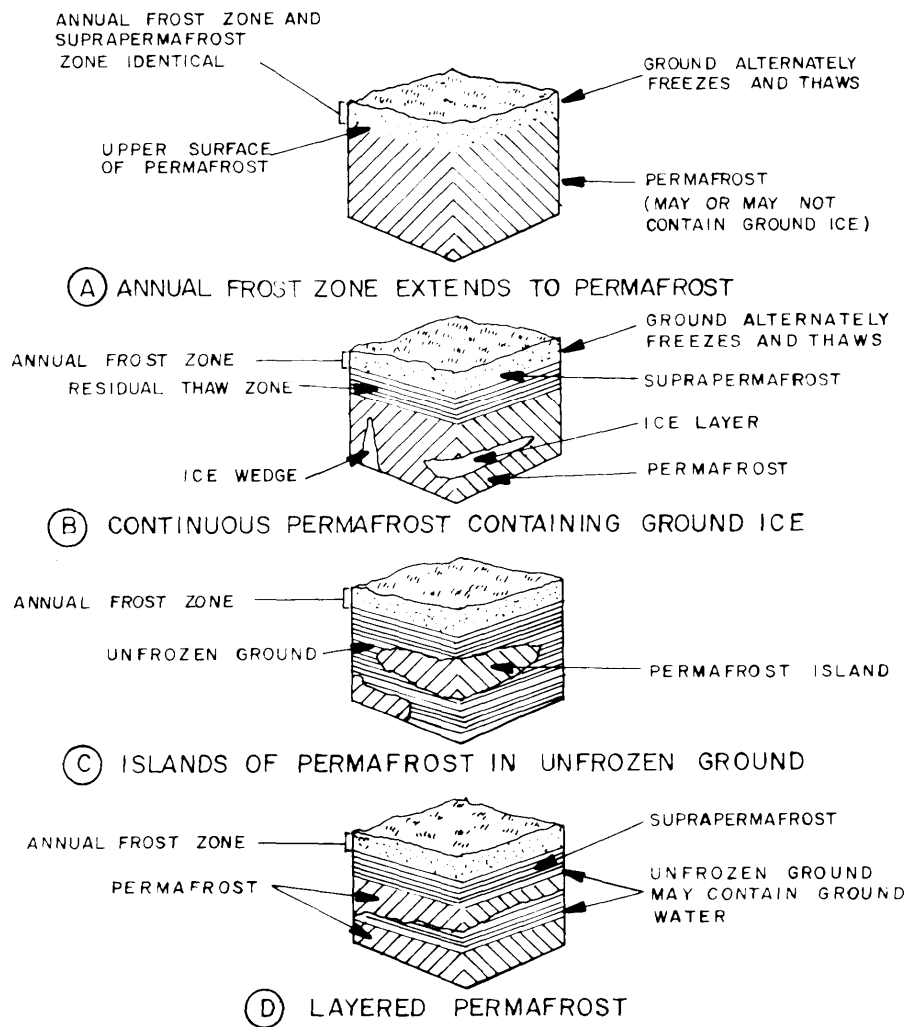 ANNUAL FROST ZONE AND
SUPRAPERMAFROST
ZONE IDENTICAL
GROUND ALTERNATELY
FREEZES AND THAWS
UPPER SURFACE
OF PERMAFROST
PERMAFROST
(MAY OR MAY NOT
CONTAIN GROUND ICE)
A ANNUAL FROST ZONE EXTENDS TO PERMAFROST
GROUND ALTERNATELY
FREEZES AND THAWS
ANNUAL FROST ZONE
RESIDUAL THAW ZONE
SUPRAPERMAFROST
ICE LAYER
ICE WEDGE
PERMAFROST
B CONTINUOUS PERMAFROST CONTAINING GROUND ICE
ANNUAL FROST ZONE
UNFROZEN GROUND
PERMAFROST ISLAND
C ISLANDS OF PERMAFROST IN UNFROZEN GROUND
SUPRAPERMAFROST
ANNUAL FROST ZONE
PERMAFROST
UNFROZEN GROUND
MAY CONTAIN GROUND
WATER
D LAYERED PERMAFROST